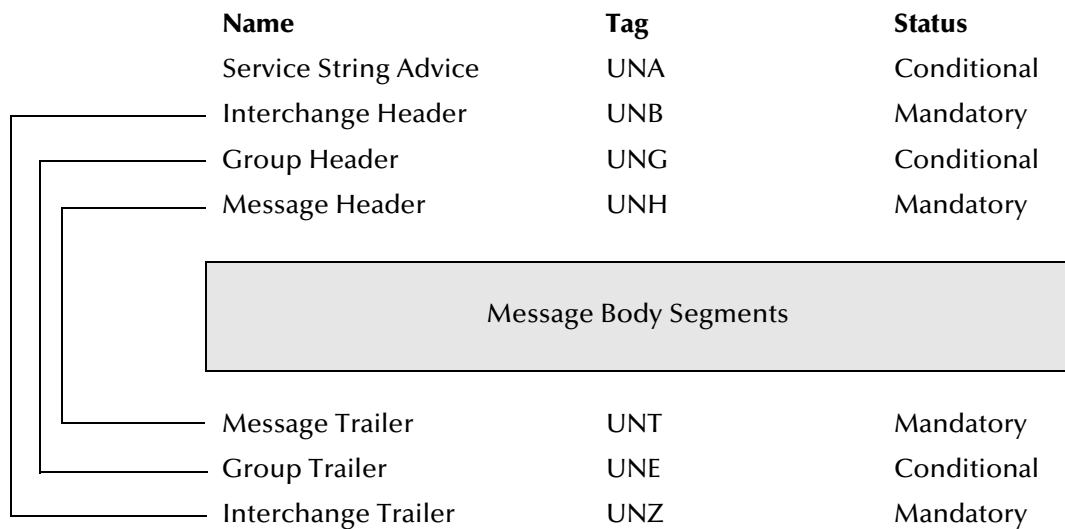 Name Tag Status
Service String Advice UNA Conditional
Interchange Header UNB Mandatory
Group Header UNG Conditional
Message Header UNH Mandatory
Message Body Segments
Message Trailer UNT Mandatory
Group Trailer UNE Conditional
Interchange Trailer UNZ Mandatory